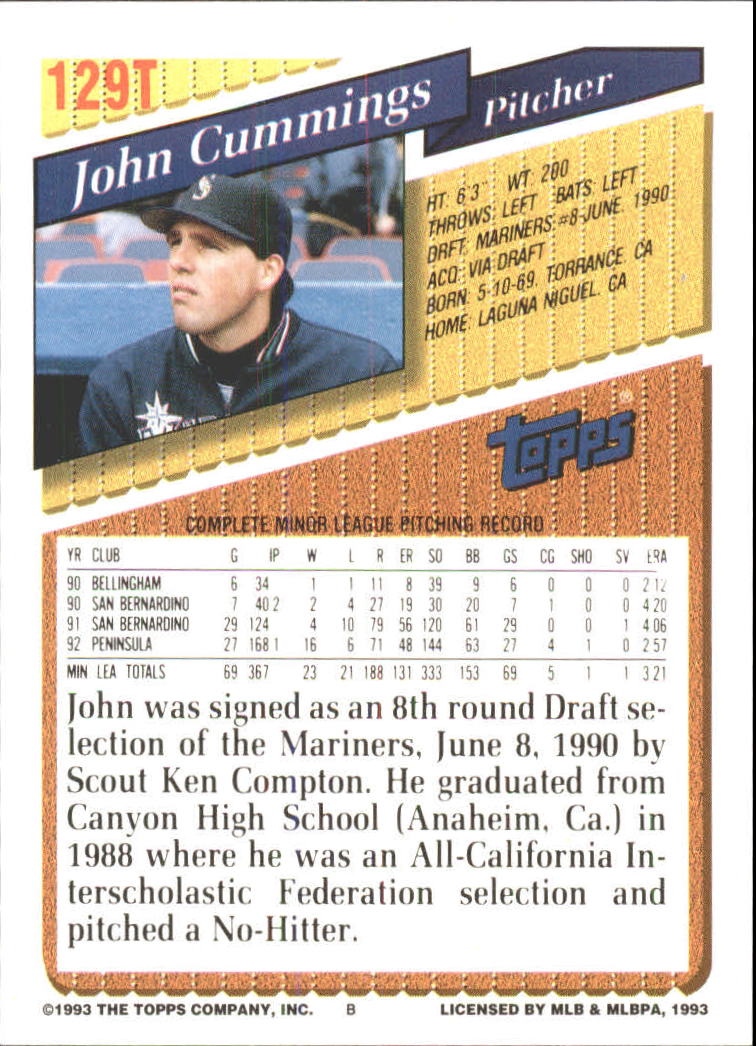 129T
John Cummings
Pitcher
HT: 6'3" WT: 200
THROWS: LEFT BATS: LEFT
DRFT: MARINERS #8-JUNE, 1990
ACQ: VIA DRAFT
BORN: 5-10-69, TORRANCE, CA
HOME: LAGUNA NIGUEL, CA
S
Topps®
COMPLETE MINOR LEAGUE PITCHING RECORD
YR CLUB G IP W L R ER SO BB GS CG SHO SV ERA
90 BELLINGHAM 6 34 1 1 11 8 39 9 6 0 0 0 2.12
90 SAN BERNARDINO 7 40.2 2 4 27 19 30 20 7 1 0 0 4.20
91 SAN BERNARDINO 29 124 4 10 79 56 120 61 29 0 0 1 4.06
92 PENINSULA 27 168.1 16 6 71 48 144 63 27 4 1 0 2.57
MIN LEA TOTALS 69 367 23 21 188 131 333 153 69 5 1 1 3.21
John was signed as an 8th round Draft se-
lection of the Mariners, June 8, 1990 by
Scout Ken Compton. He graduated from
Canyon High School (Anaheim, Ca.) in
1988 where he was an All-California In-
terscholastic Federation selection and
pitched a No-Hitter.
©1993 THE TOPPS COMPANY, INC. B LICENSED BY MLB & MLBPA, 1993